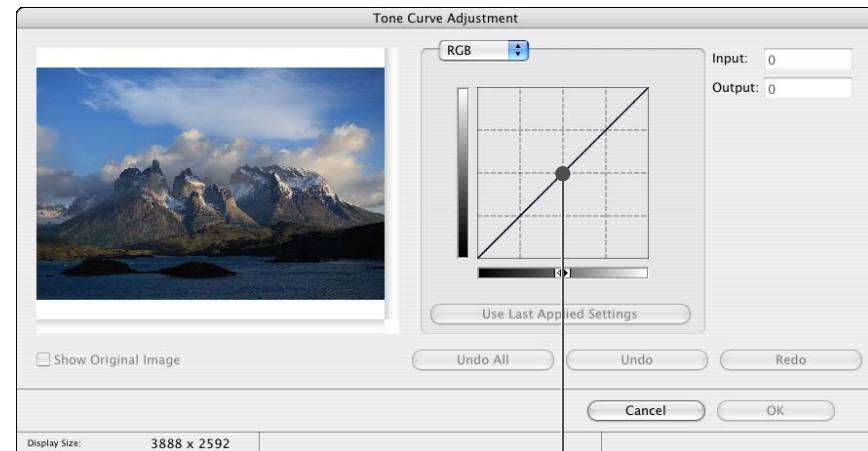 Tone Curve Adjustment
RGB
Input: 0
Output: 0
Use Last Applied Settings
Show Original Image
Undo All
Undo
Redo
Cancel
OK
Display Size: 3888 x 2592